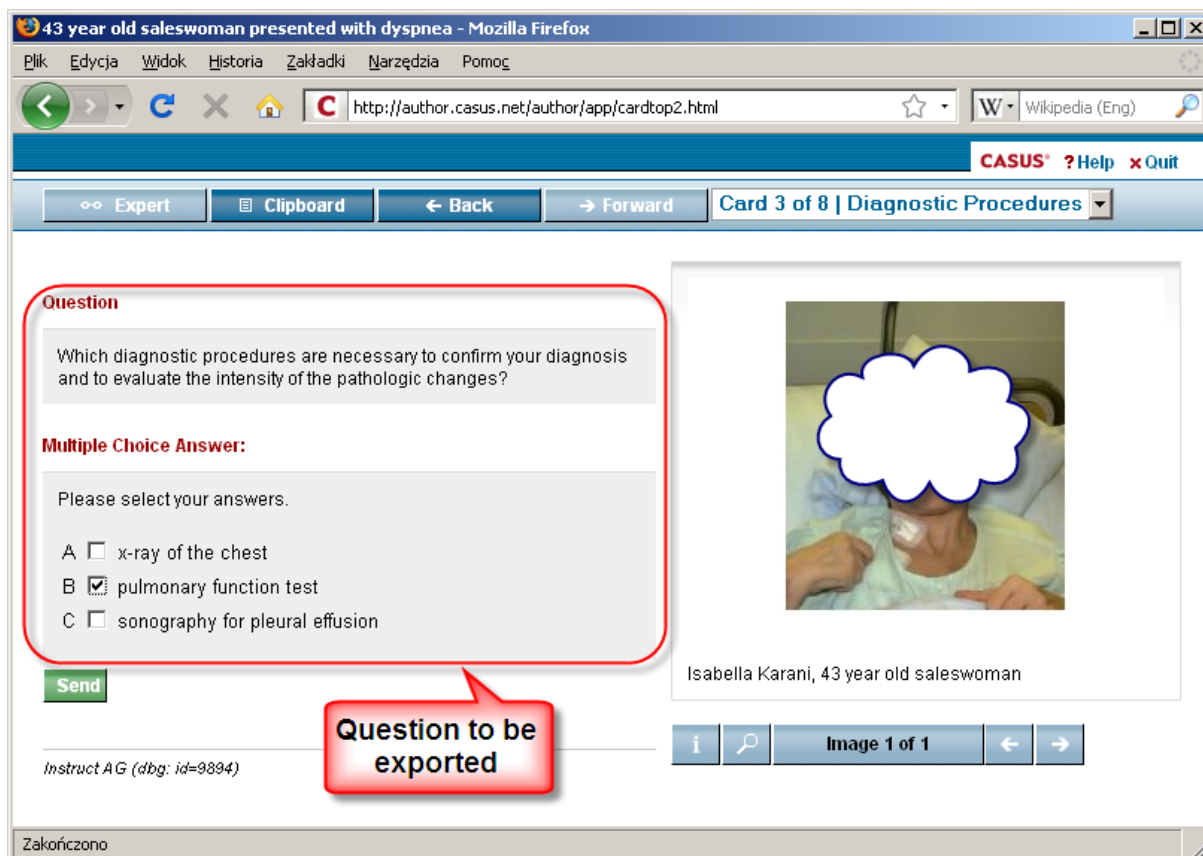 43 year old saleswoman presented with dyspnea - Mozilla Firefox
Plik Edycja Widok Historia Zakładki Narzędzia Pomoc
C http://author.casus.net/author/app/cardtop2.html W Wikipedia (Eng)
CASUS® ? Help x Quit
Expert Clipboard ← Back → Forward Card 3 of 8 | Diagnostic Procedures
Question
Which diagnostic procedures are necessary to confirm your diagnosis
and to evaluate the intensity of the pathologic changes?
Multiple Choice Answer:
Please select your answers.
A x-ray of the chest
B pulmonary function test
C sonography for pleural effusion
Send
Question to be
exported
Instruct AG (dbg: id=9894)
Isabella Karani, 43 year old saleswoman
i Image 1 of 1 ← →
Zakończono